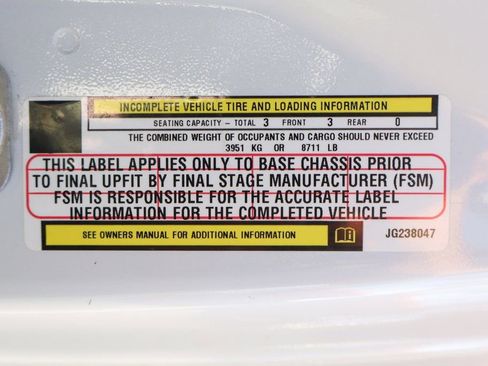 INCOMPLETE VEHICLE TIRE AND LOADING INFORMATION
SEATING CAPACITY - TOTAL 3 FRONT 3 REAR 0
THE COMBINED WEIGHT OF OCCUPANTS AND CARGO SHOULD NEVER EXCEED
3951 KG OR 8711 LB
THIS LABEL APPLIES ONLY TO BASE CHASSIS PRIOR
TO FINAL UPFIT BY FINAL STAGE MANUFACTURER (FSM)
FSM IS RESPONSIBLE FOR THE ACCURATE LABEL
INFORMATION FOR THE COMPLETED VEHICLE
SEE OWNERS MANUAL FOR ADDITIONAL INFORMATION JG238047